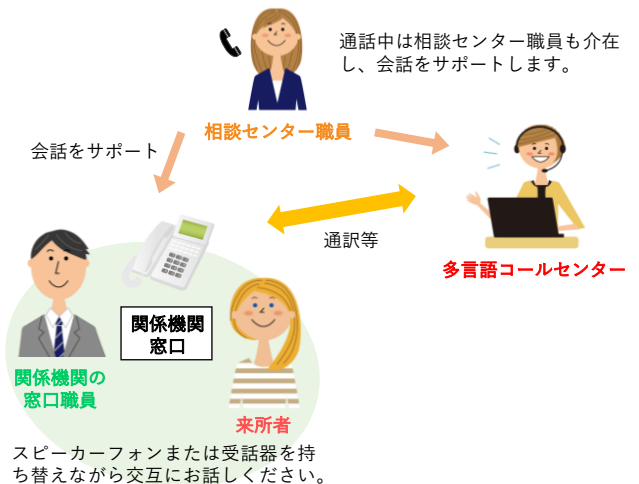 通話中は相談センター職員も介在
し、会話をサポートします。
相談センター職員
会話をサポート
通訳等
多言語コールセンター
関係機関
窓口
関係機関の
窓口職員
来所者
スピーカーフォンまたは受話器を持
ち替えながら交互にお話しください。